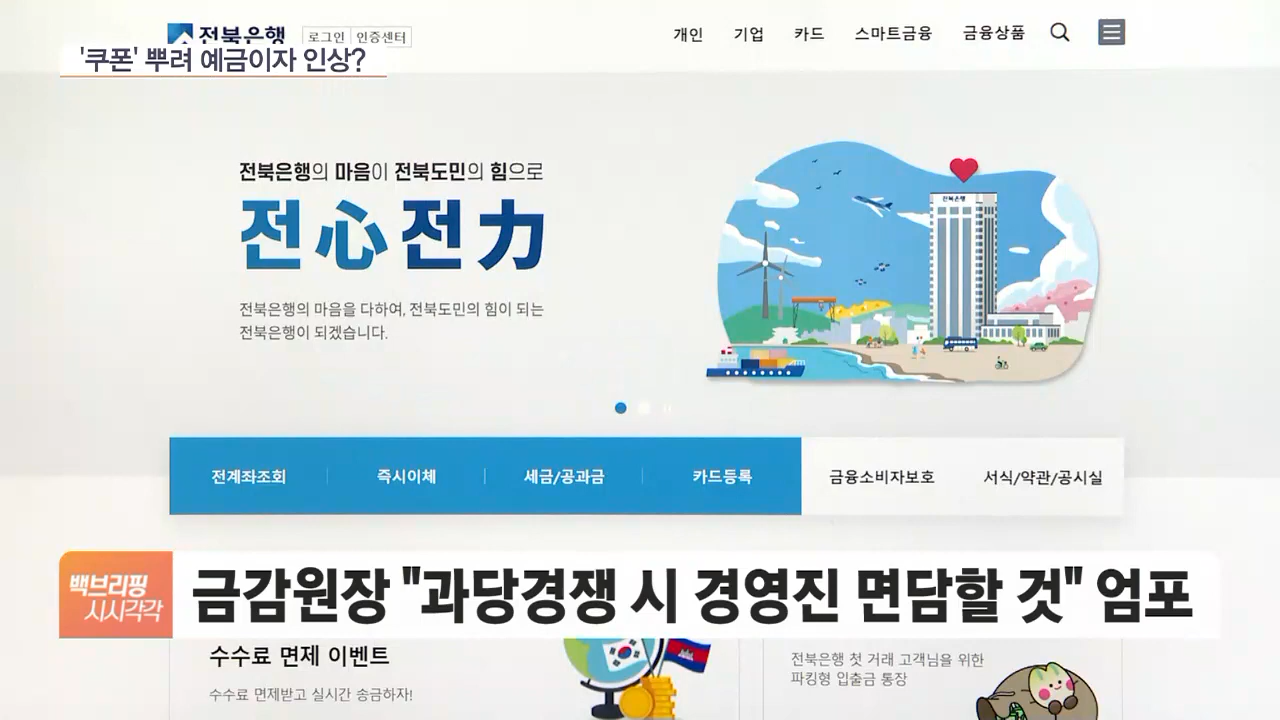 전북은행
로그인 인증센터
개인 기업 카드 스마트금융 금융상품
'쿠폰' 뿌려 예금이자 인상?
전북은행의 마음이 전북도민의 힘으로
전心전力
전북은행의 마음을 다하여, 전북도민의 힘이 되는
전북은행이 되겠습니다.
전북은행
전계좌조회 즉시이체 세금/공과금 카드등록 금융소비자보호 서식/약관/공시실
백브리핑
시시각각
금감원장 "과당경쟁 시 경영진 면담할 것" 엄포
수수료 면제 이벤트
수수료 면제받고 실시간 송금하자!
전북은행 첫 거래 고객님을 위한
파킹형 입출금 통장